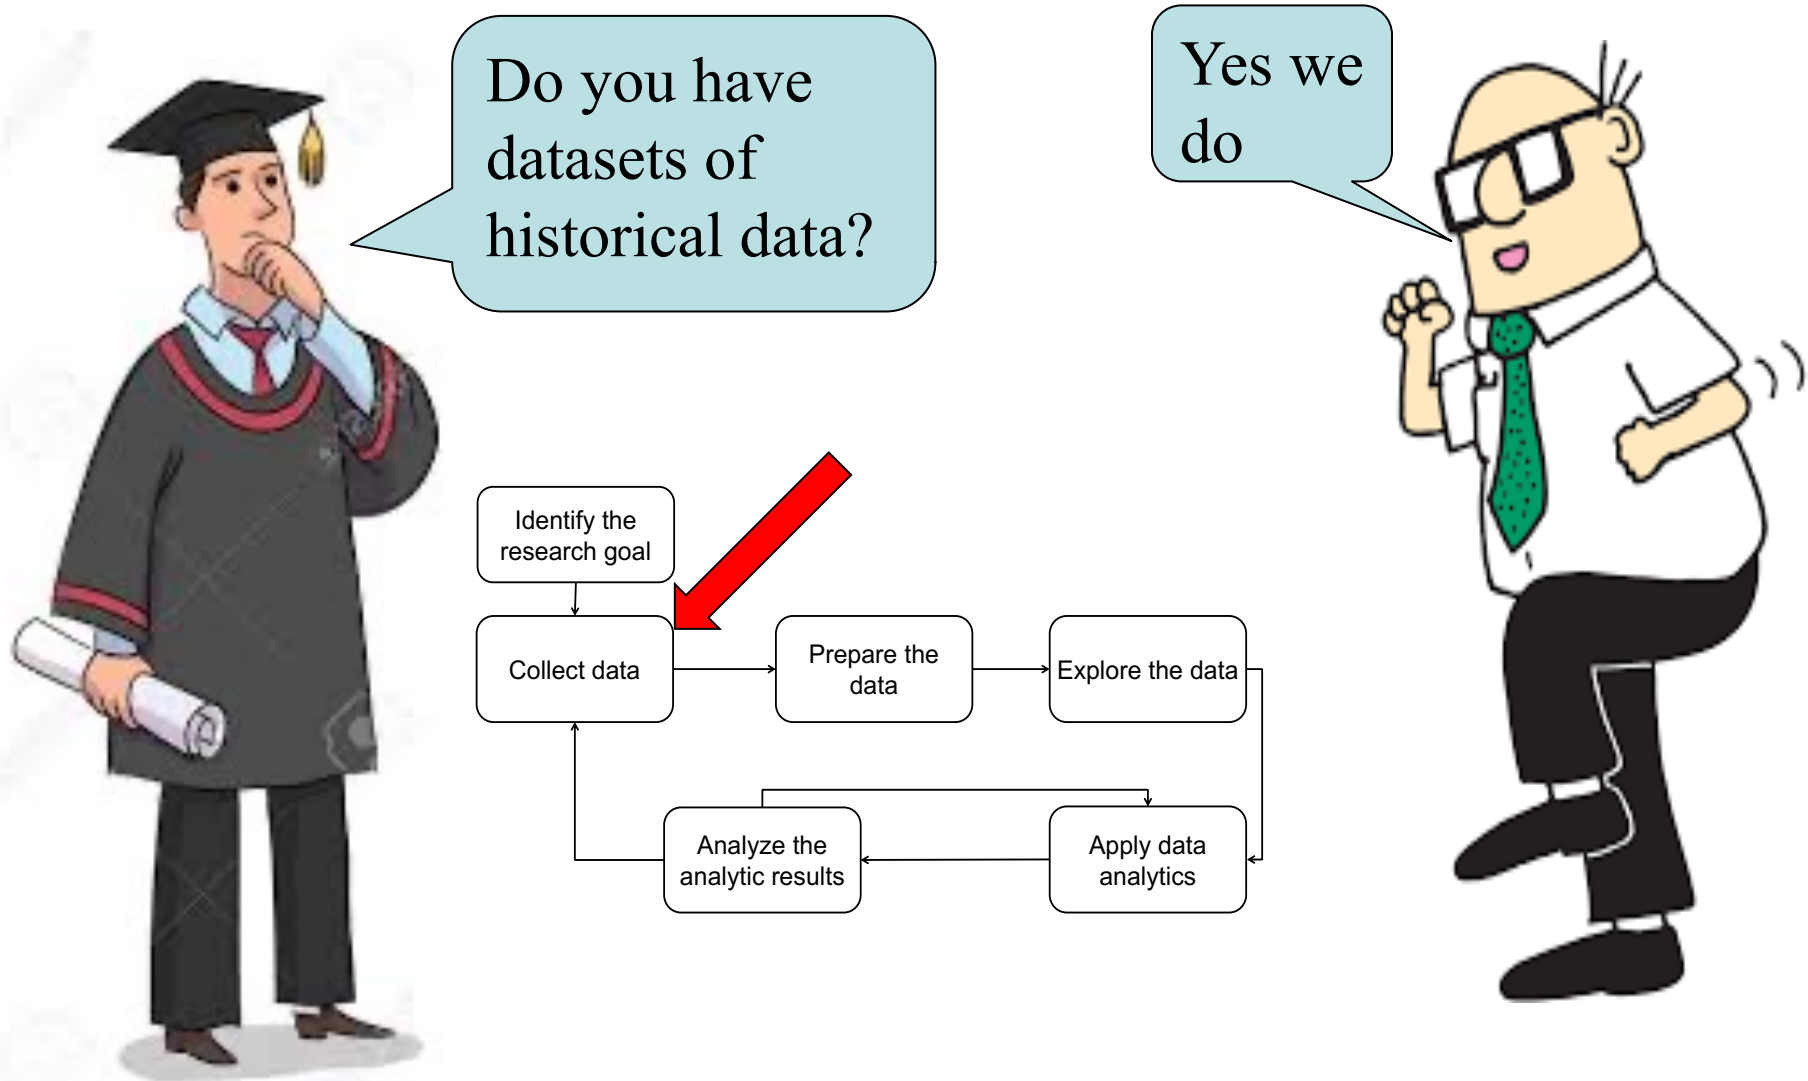 Do you have
datasets of
historical data?
Yes we
do
Identify the
research goal
Collect data
Prepare the
data
Explore the data
Analyze the
analytic results
Apply data
analytics